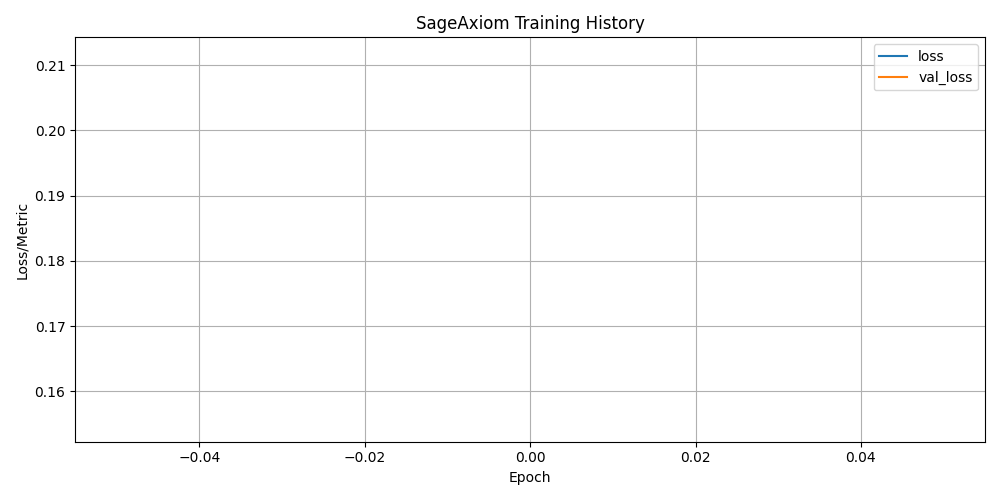 SageAxiom Training History
loss
val_loss
0.21
0.20
0.19
0.18
0.17
0.16
Loss/Metric
−0.04
−0.02
0.00
0.02
0.04
Epoch